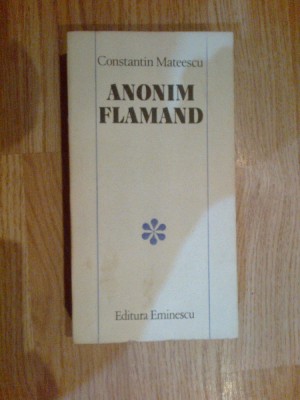 Constantin Mateescu
ANONIM
FLAMAND
Editura Eminescu